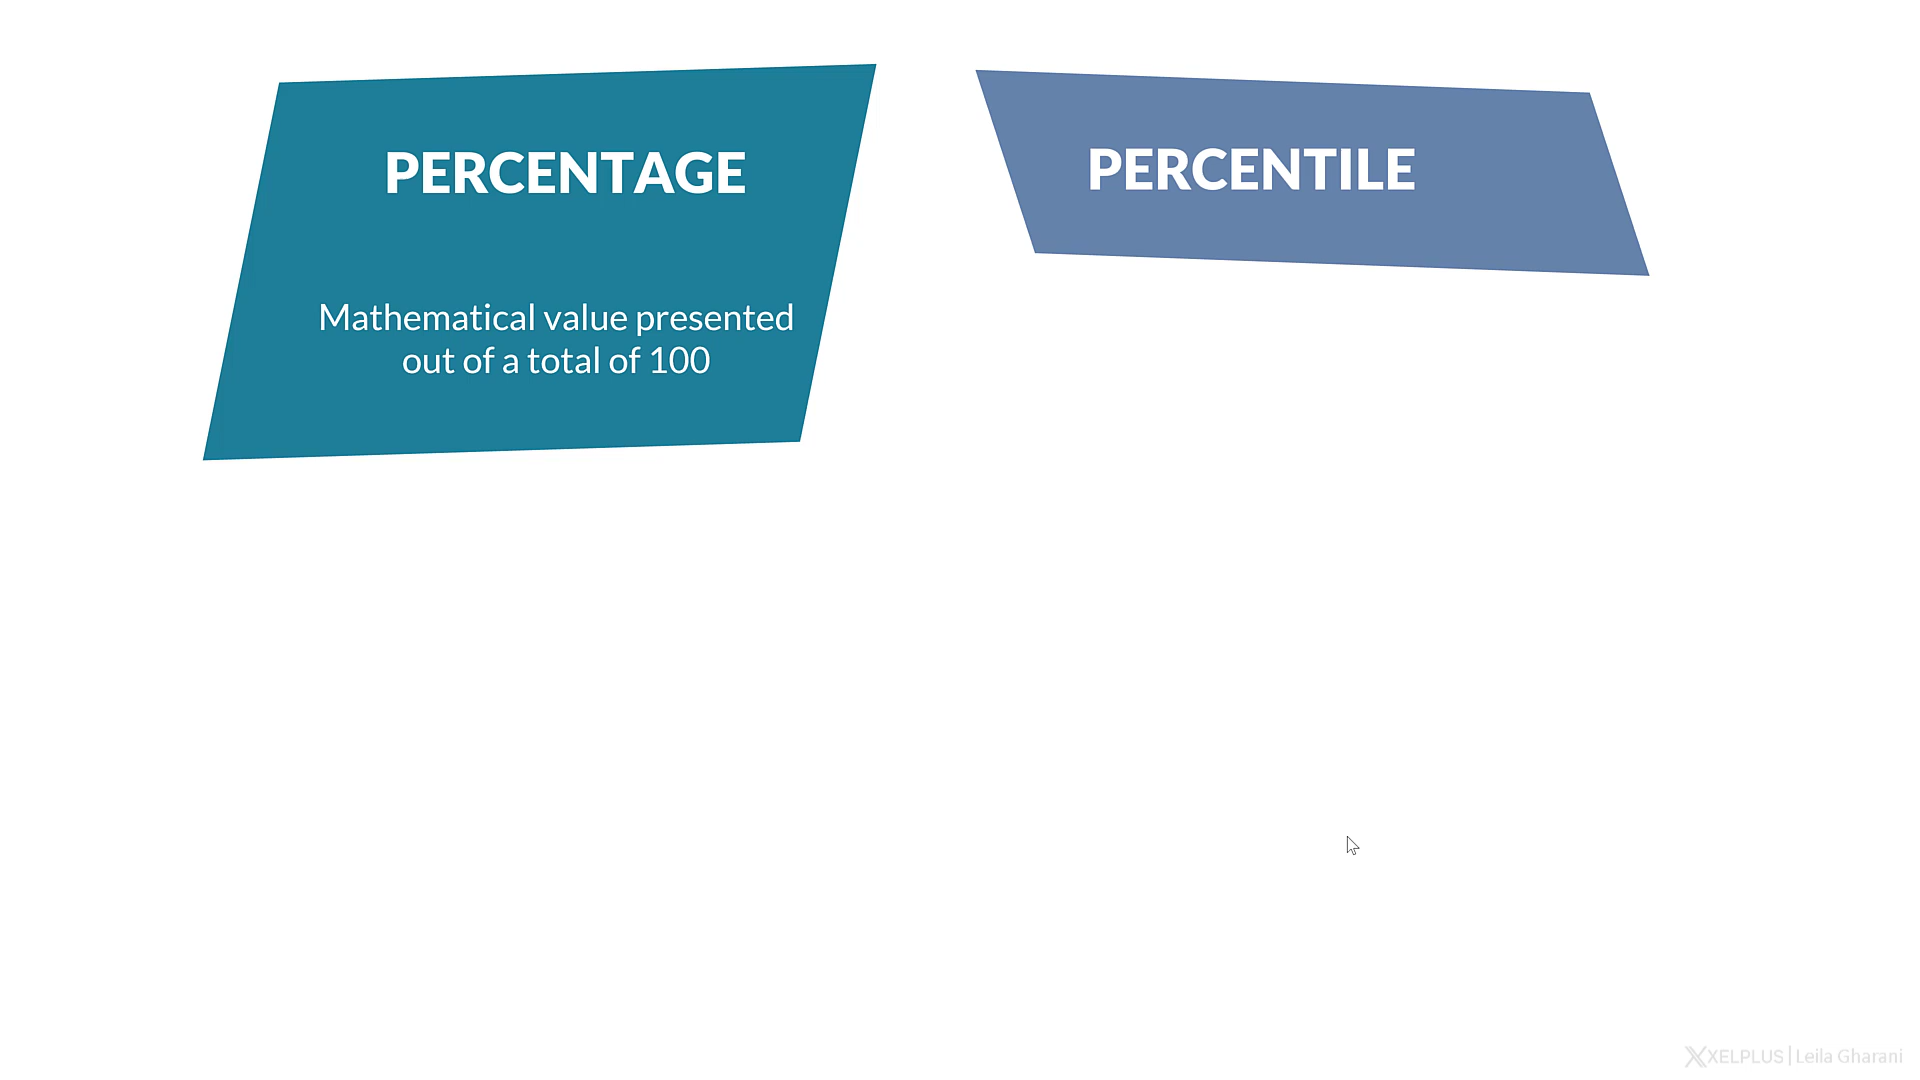 PERCENTAGE
Mathematical value presented
out of a total of 100
PERCENTILE
XELPLUS | Leila Gharani